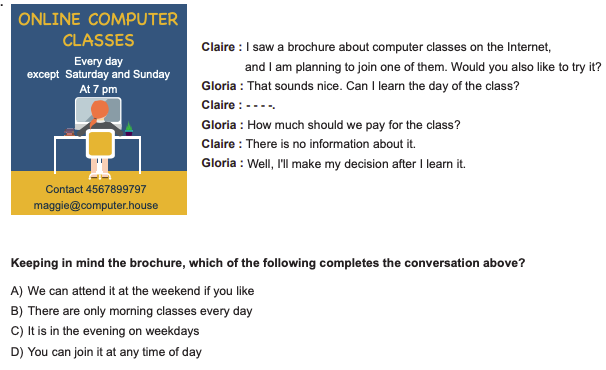 ONLINE COMPUTER
CLASSES
Every day
except Saturday and Sunday
At 7 pm
Contact 4567899797
maggie@computer.house
Claire : I saw a brochure about computer classes on the Internet,
and I am planning to join one of them. Would you also like to try it?
Gloria : That sounds nice. Can I learn the day of the class?
Claire : - - - -.
Gloria : How much should we pay for the class?
Claire : There is no information about it.
Gloria : Well, I'll make my decision after I learn it.
Keeping in mind the brochure, which of the following completes the conversation above?
A) We can attend it at the weekend if you like
B) There are only morning classes every day
C) It is in the evening on weekdays
D) You can join it at any time of day